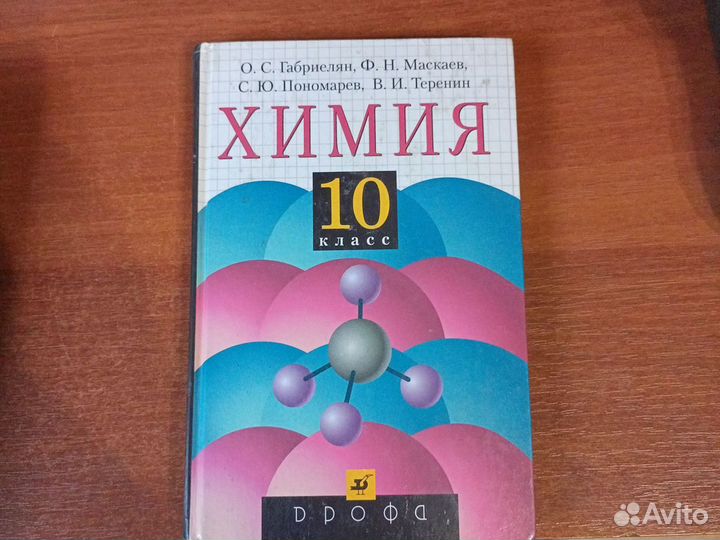 О. С. Габриелян, Ф. Н. Маскаев,
С. Ю. Пономарев, В. И. Теренин
ХИМИЯ
10
класс
дрофа
Avito